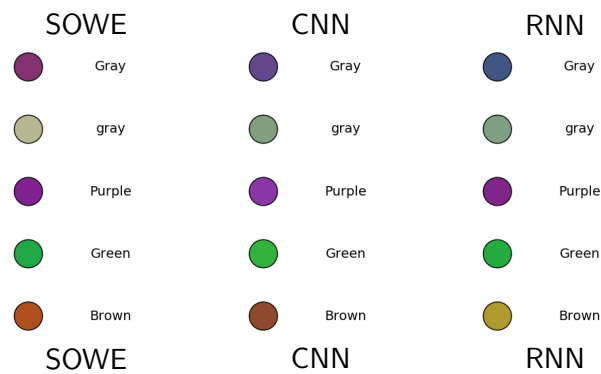 SOWE CNN RNN
Gray Gray Gray
gray gray gray
Purple Purple Purple
Green Green Green
Brown Brown Brown
SOWE CNN RNN